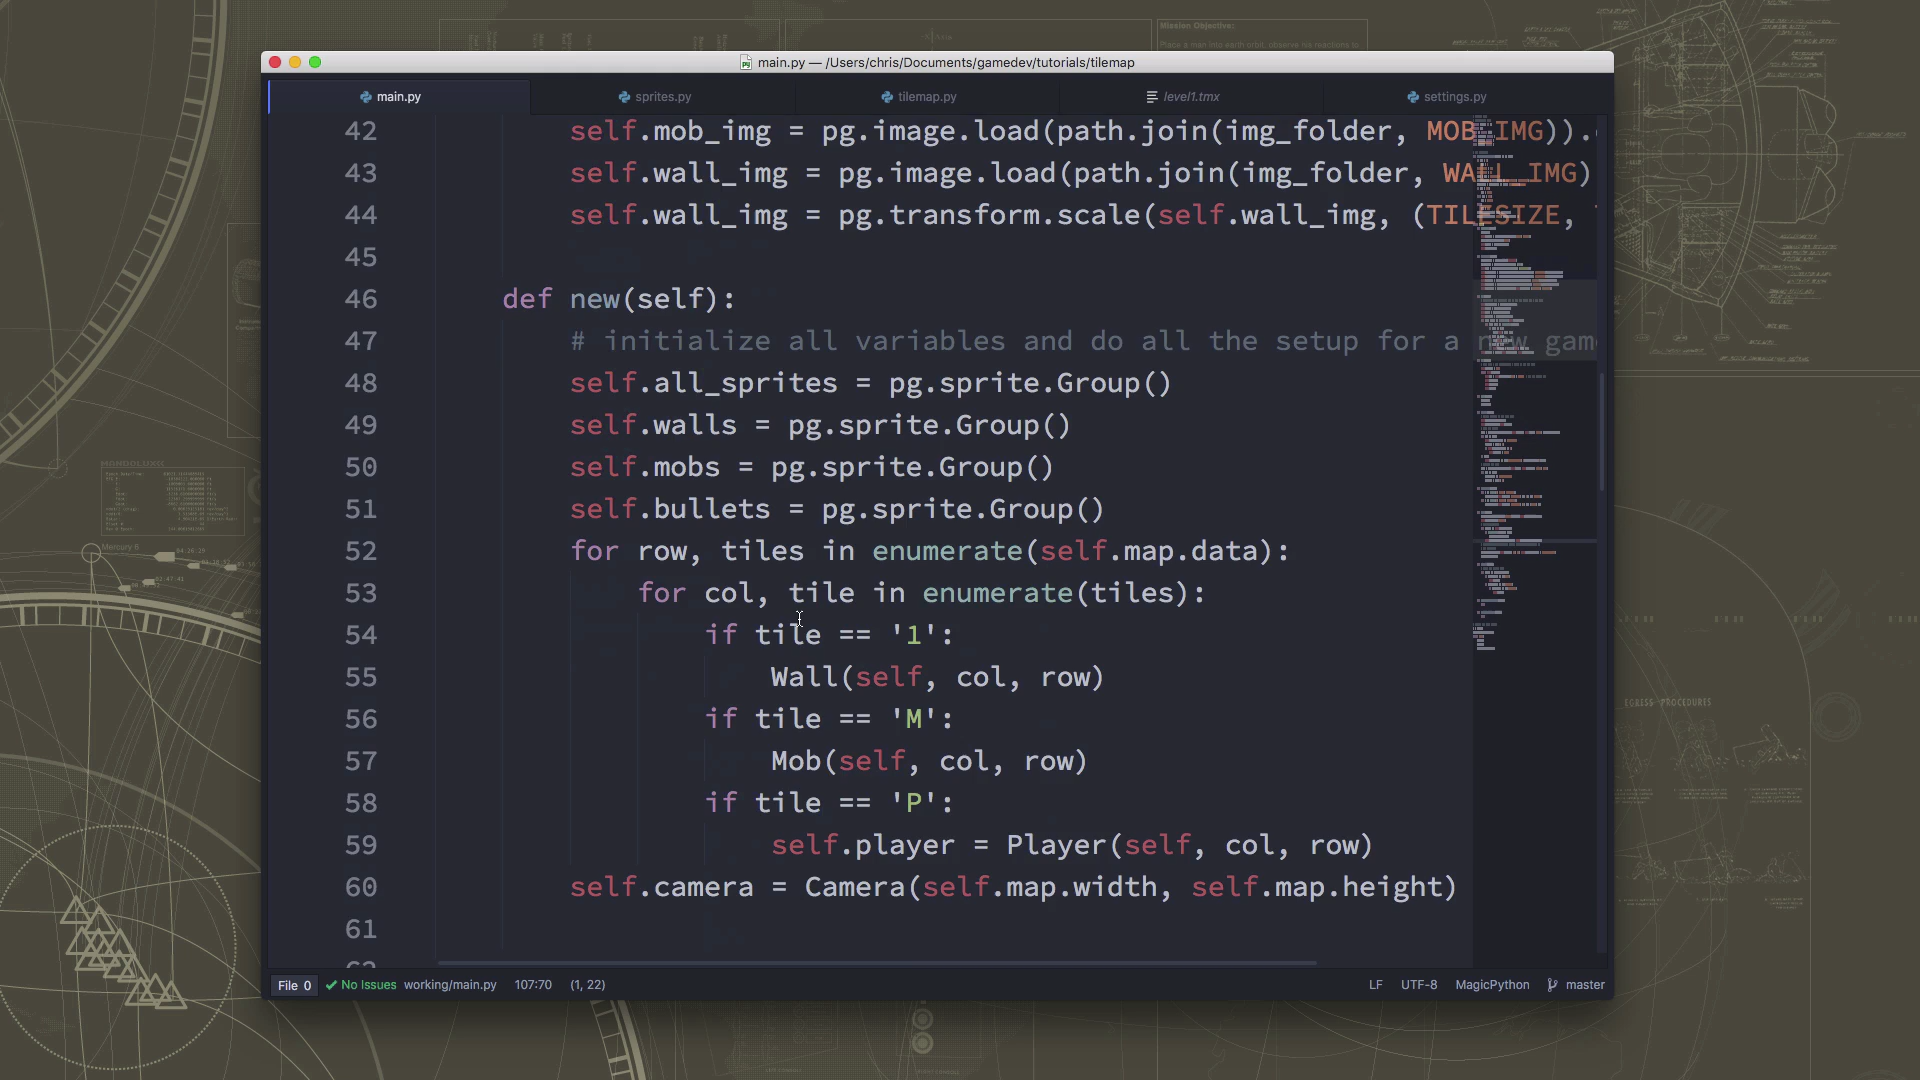 Mission Objective:
main.py — /Users/chris/Documents/gamedev/tutorials/tilemap
main.py
sprites.py
tilemap.py
level1.tmx
settings.py
42 self.mob_img = pg.image.load(path.join(img_folder, MOB_IMG)).
43 self.wall_img = pg.image.load(path.join(img_folder, WALL_IMG)
44 self.wall_img = pg.transform.scale(self.wall_img, (TILESIZE,
45
46 def new(self):
47 # initialize all variables and do all the setup for a new gam
48 self.all_sprites = pg.sprite.Group()
49 self.walls = pg.sprite.Group()
50 self.mobs = pg.sprite.Group()
51 self.bullets = pg.sprite.Group()
52 for row, tiles in enumerate(self.map.data):
53 for col, tile in enumerate(tiles):
54 if tile == '1':
55 Wall(self, col, row)
56 if tile == 'M':
57 Mob(self, col, row)
58 if tile == 'P':
59 self.player = Player(self, col, row)
60 self.camera = Camera(self.map.width, self.map.height)
61
File 0 No Issues working/main.py 107:70 (1, 22) LF UTF-8 MagicPython master
Mercury 6